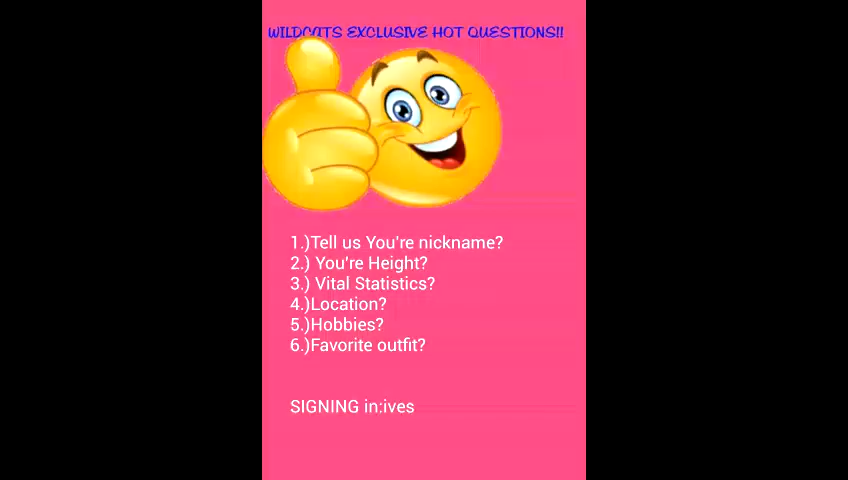 WILDCATS EXCLUSIVE HOT QUESTIONS!!
1.)Tell us You're nickname?
2.) You're Height?
3.) Vital Statistics?
4.)Location?
5.)Hobbies?
6.)Favorite outfit?
SIGNING in:ives